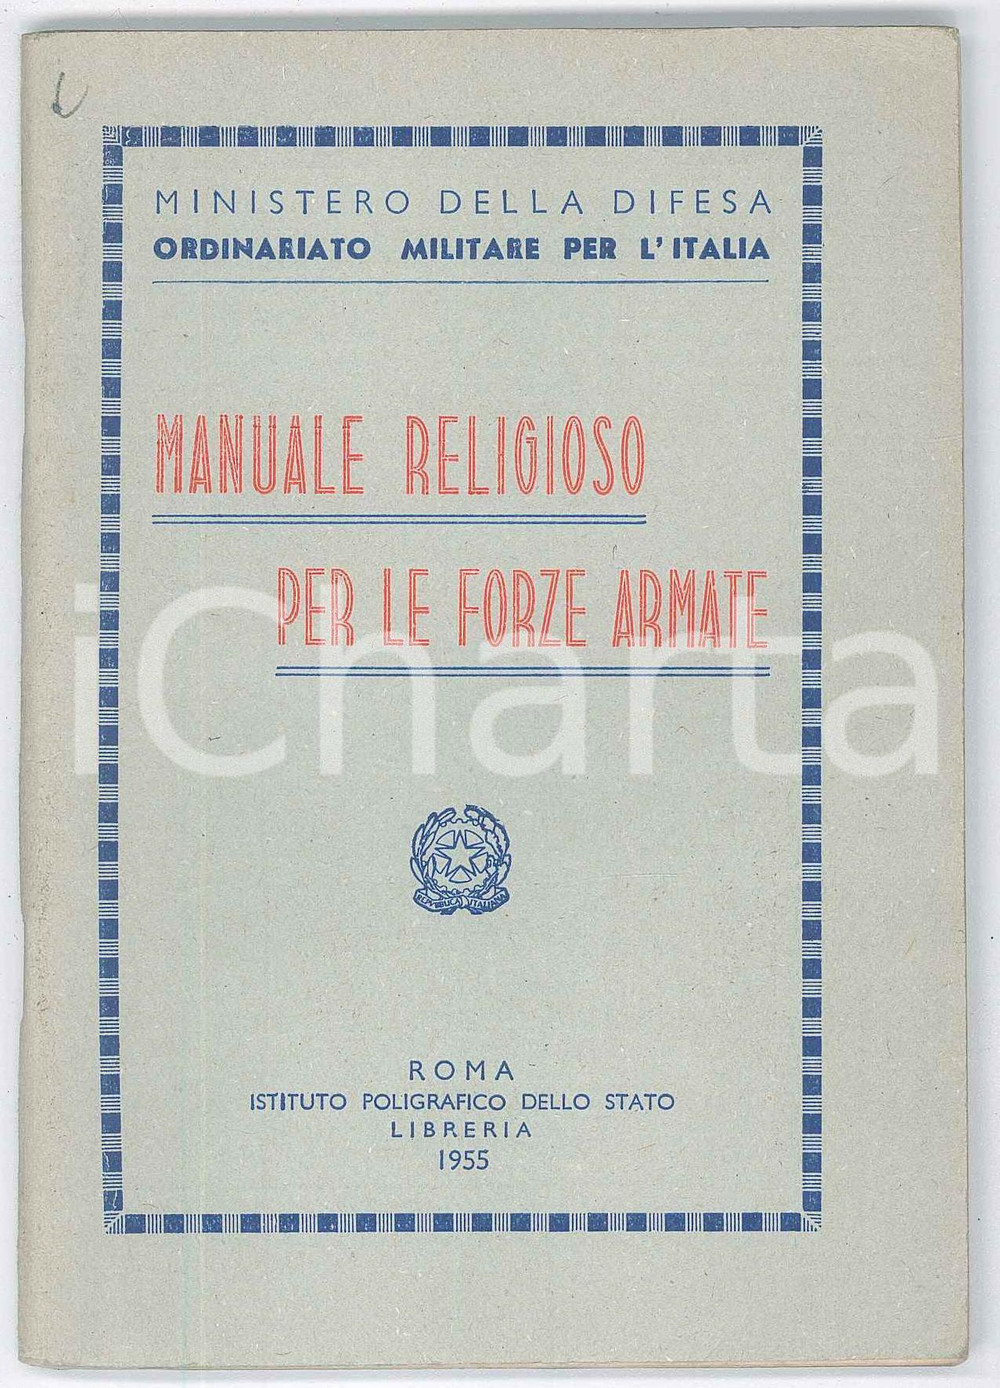 MINISTERO DELLA DIFESA
ORDINARIATO MILITARE PER L'ITALIA
MANUALE RELIGIOSO
PER LE FORZE ARMATE
iCharta
REPVBBLICA ITALIANA
ROMA
ISTITUTO POLIGRAFICO DELLO STATO
LIBRERIA
1955